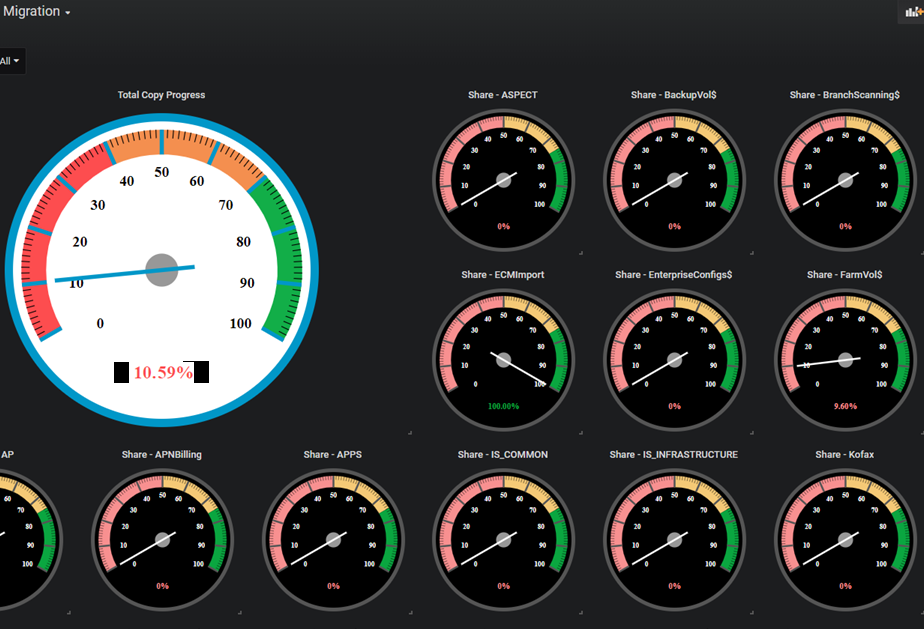 Migration
All
Total Copy Progress
0 10 20 30 40 50 60 70 80 90 100
10.59%
Share - ASPECT
0 10 20 30 40 50 60 70 80 90 100
0%
Share - BackupVol$
0 10 20 30 40 50 60 70 80 90 100
0%
Share - BranchScanning$
0 10 20 30 40 50 60 70 80 90 100
0%
Share - ECMImport
0 10 20 30 40 50 60 70 80 90 100
100.00%
Share - EnterpriseConfigs$
0 10 20 30 40 50 60 70 80 90 100
0%
Share - FarmVol$
0 10 20 30 40 50 60 70 80 90 100
9.60%
AP
60 70 80 90 100
Share - APNBilling
0 10 20 30 40 50 60 70 80 90 100
0%
Share - APPS
0 10 20 30 40 50 60 70 80 90 100
0%
Share - IS_COMMON
0 10 20 30 40 50 60 70 80 90 100
0%
Share - IS_INFRASTRUCTURE
0 10 20 30 40 50 60 70 80 90 100
0%
Share - Kofax
0 10 20 30 40 50 60 70 80 90 100
0%